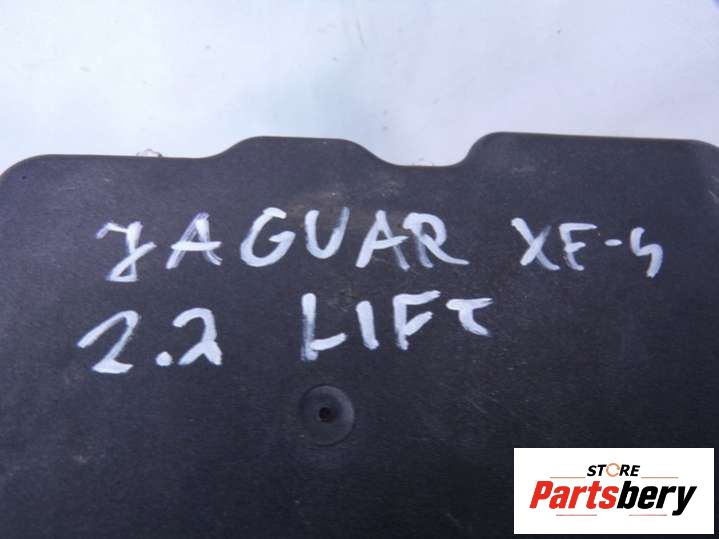 JAGUAR XF-S
2.2 LIFT
STORE
Partsbery